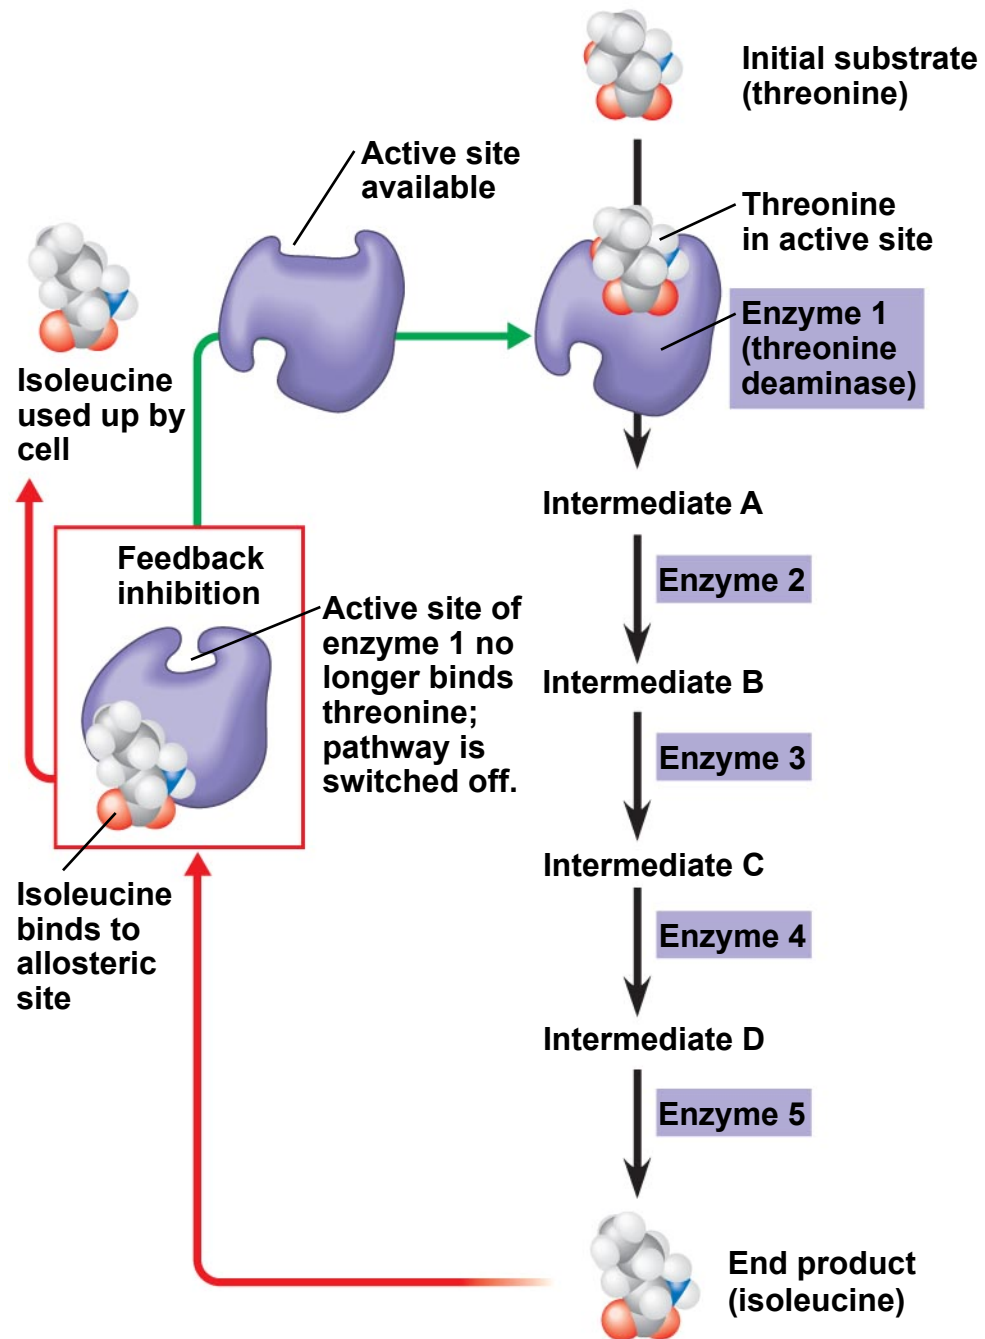 Initial substrate
(threonine)
Active site
available
Threonine
in active site
Enzyme 1
(threonine
deaminase)
Isoleucine
used up by
cell
Intermediate A
Feedback
inhibition
Enzyme 2
Active site of
enzyme 1 no
longer binds
threonine;
pathway is
switched off.
Intermediate B
Enzyme 3
Intermediate C
Isoleucine
binds to
allosteric
site
Enzyme 4
Intermediate D
Enzyme 5
End product
(isoleucine)